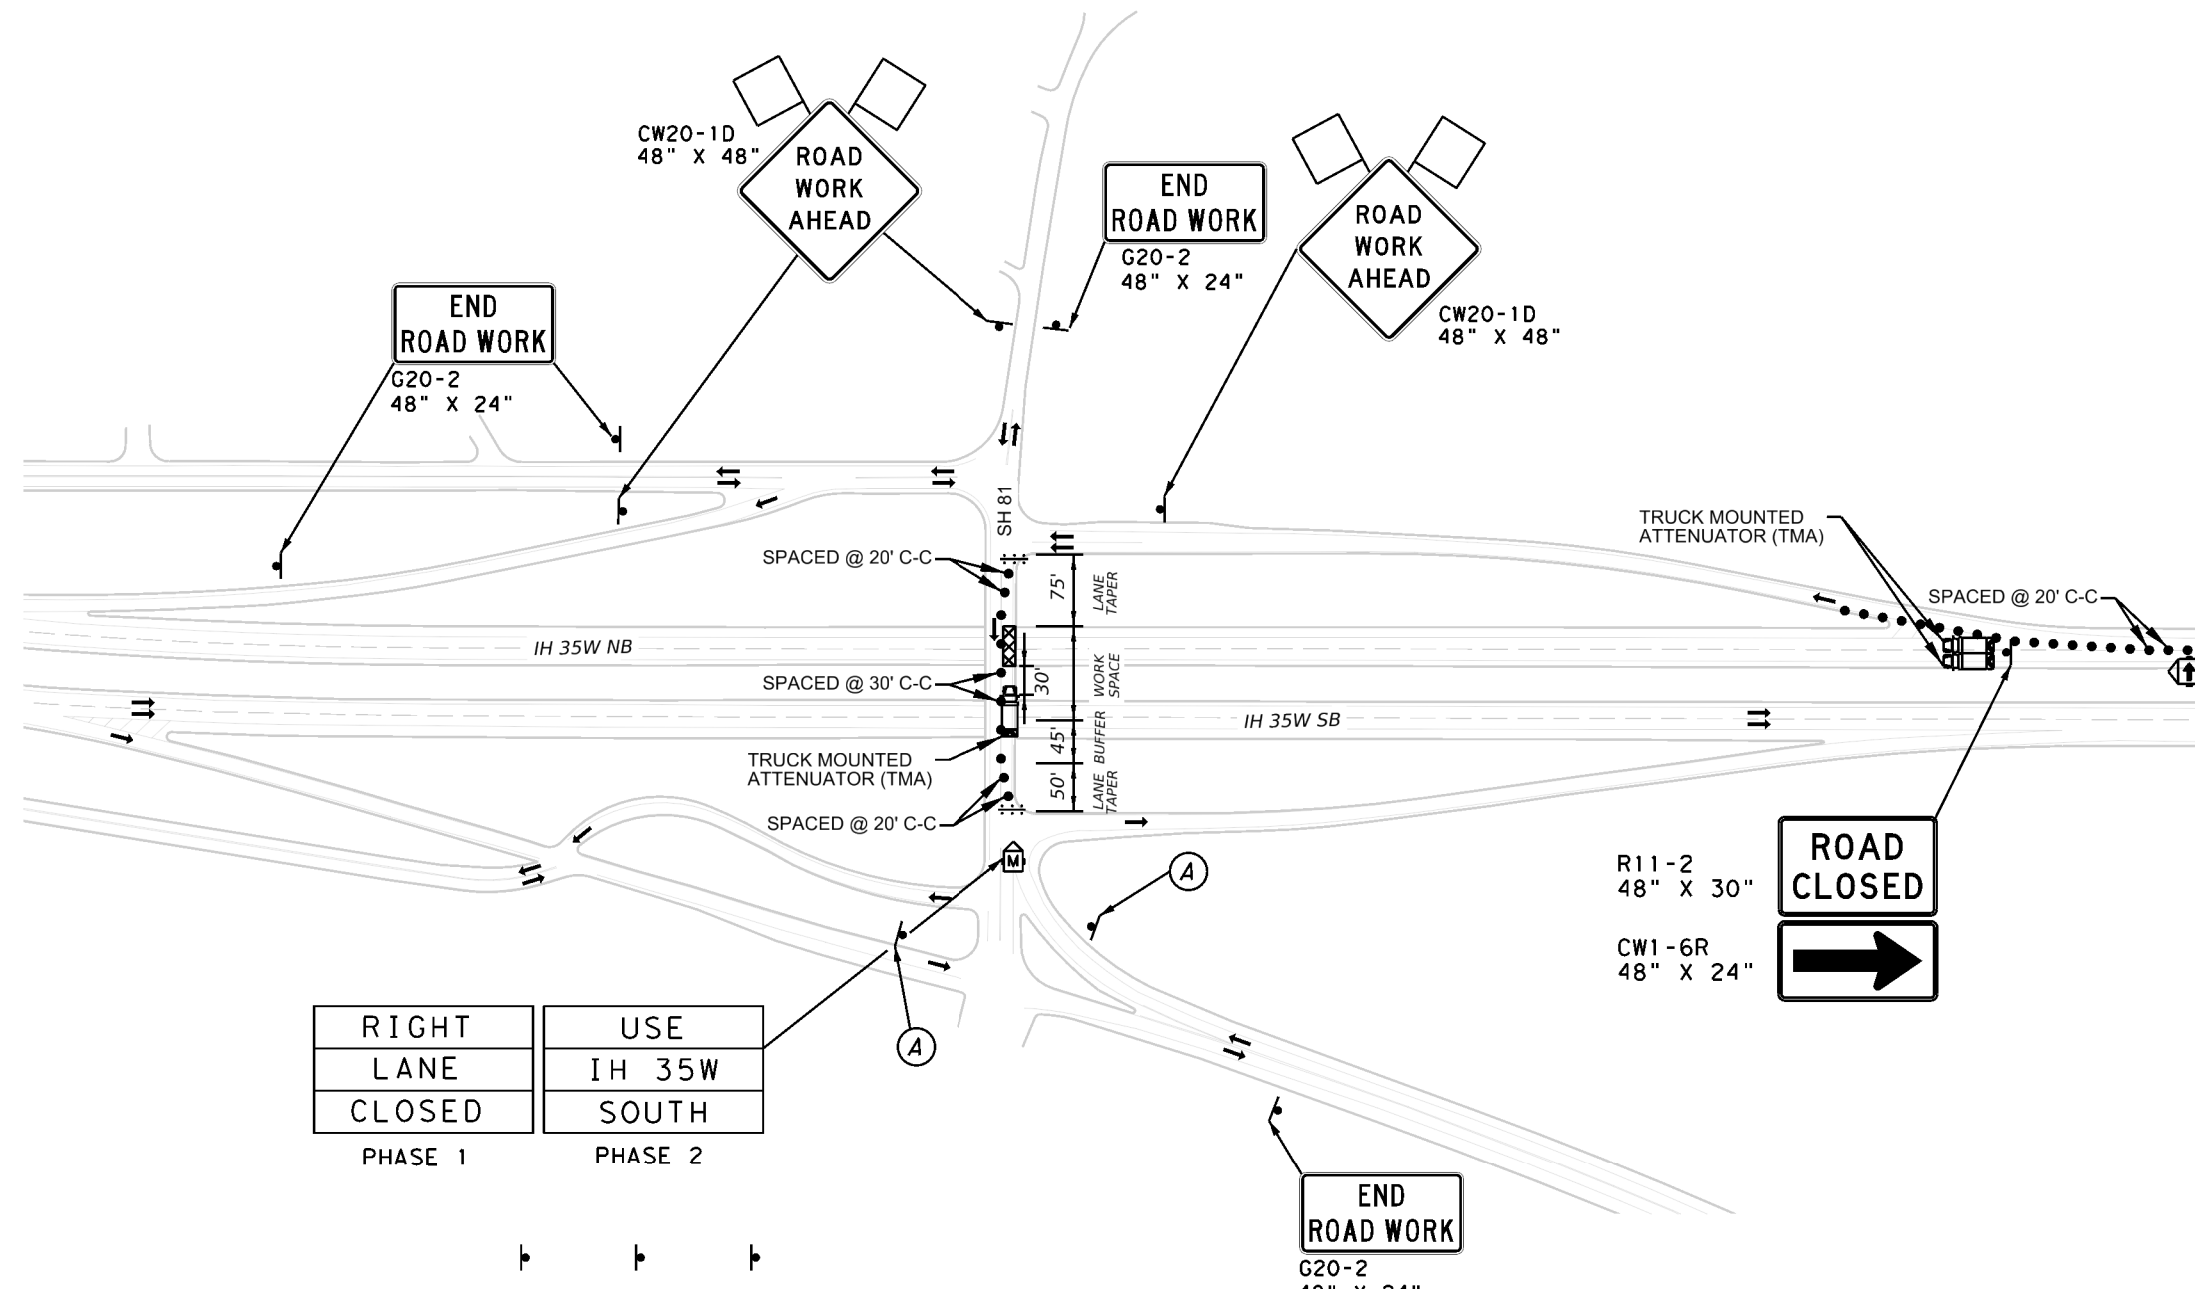 CW20-1D
48" X 48"
ROAD
WORK
AHEAD
END
ROAD WORK
G20-2
48" X 24"
ROAD
WORK
AHEAD
CW20-1D
48" X 48"
END
ROAD WORK
G20-2
48" X 24"
SH 81
TRUCK MOUNTED
ATTENUATOR (TMA)
SPACED @ 20' C-C
SPACED @ 20' C-C
75'
LANE
TAPER
IH 35W NB
SPACED @ 30' C-C
30'
WORK
SPACE
IH 35W SB
TRUCK MOUNTED
ATTENUATOR (TMA)
45'
BUFFER
50'
LANE
TAPER
SPACED @ 20' C-C
M
A
R11-2
48" X 30"
ROAD
CLOSED
CW1-6R
48" X 24"
A
RIGHT
LANE
CLOSED
PHASE 1
USE
IH 35W
SOUTH
PHASE 2
END
ROAD WORK
G20-2